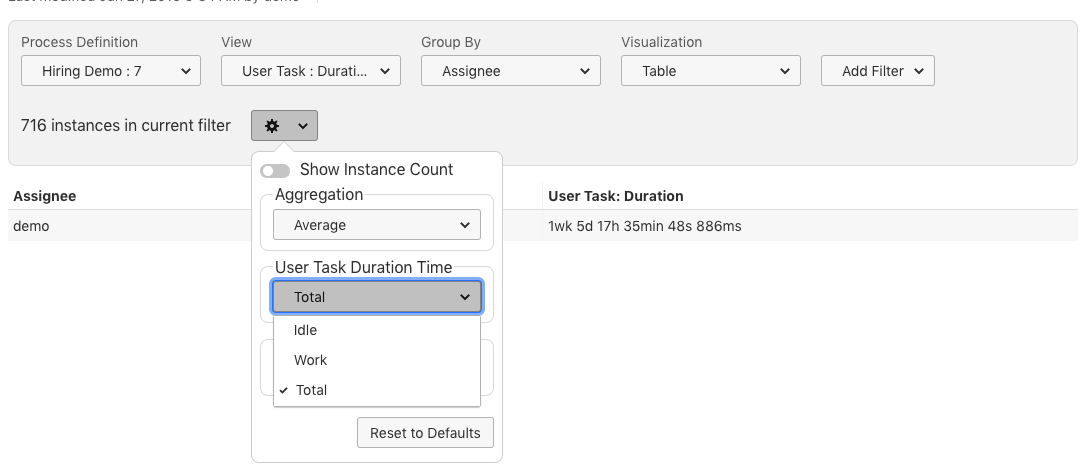 Process Definition
View
Group By
Visualization
Hiring Demo : 7
User Task : Durati...
Assignee
Table
Add Filter
716 instances in current filter
Show Instance Count
Aggregation
Average
User Task Duration Time
Total
Idle
Work
Total
Reset to Defaults
Assignee
User Task: Duration
demo
1wk 5d 17h 35min 48s 886ms